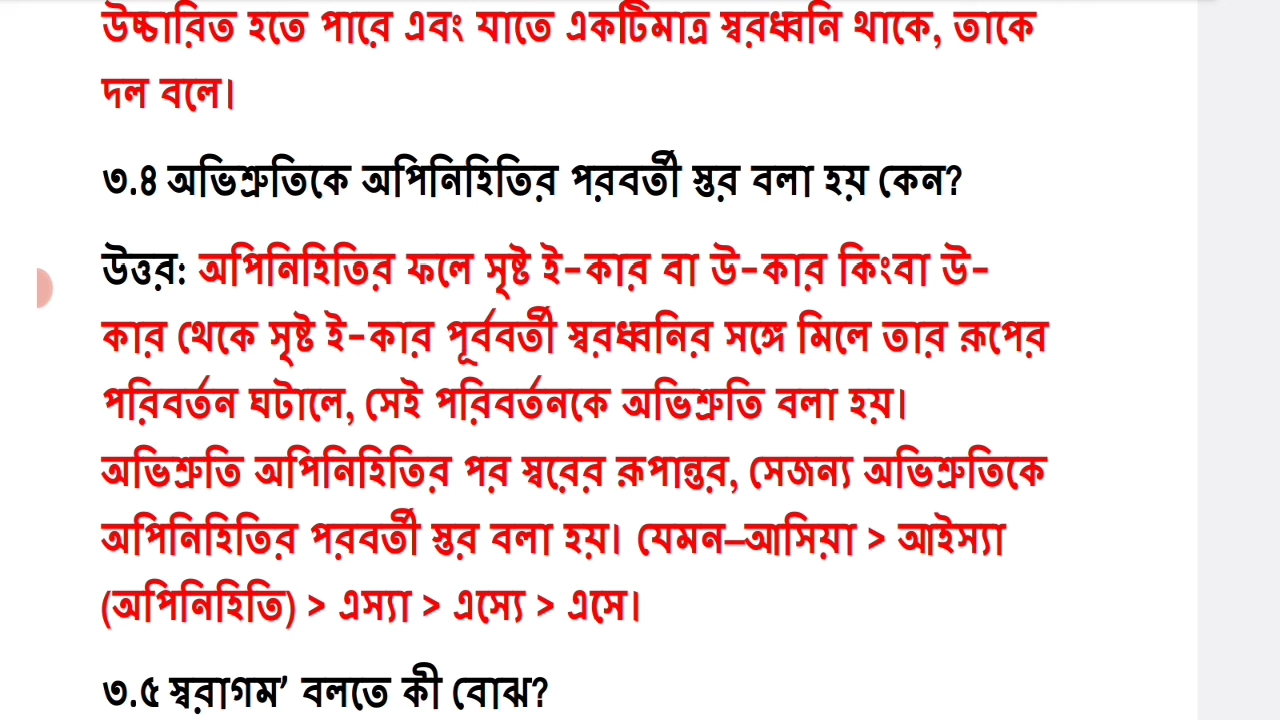 উচ্চারিত হতে পারে এবং যাতে একটিমাত্র স্বরধ্বনি থাকে, তাকে
দল বলে।
৩.৪ অভিশ্রুতিকে অপিনিহিতির পরবর্তী স্তর বলা হয় কেন?
উত্তর: অপিনিহিতির ফলে সৃষ্ট ই-কার বা উ-কার কিংবা উ-
কার থেকে সৃষ্ট ই-কার পূর্ববর্তী স্বরধ্বনির সঙ্গে মিলে তার রূপের
পরিবর্তন ঘটালে, সেই পরিবর্তনকে অভিশ্রুতি বলা হয়।
অভিশ্রুতি অপিনিহিতির পর স্বরের রূপান্তর, সেজন্য অভিশ্রুতিকে
অপিনিহিতির পরবর্তী স্তর বলা হয়। যেমন–আসিয়া > আইস্যা
(অপিনিহিতি) > এস্যা > এস্যে > এসে।
৩.৫ স্বরাগম’ বলতে কী বোঝ?